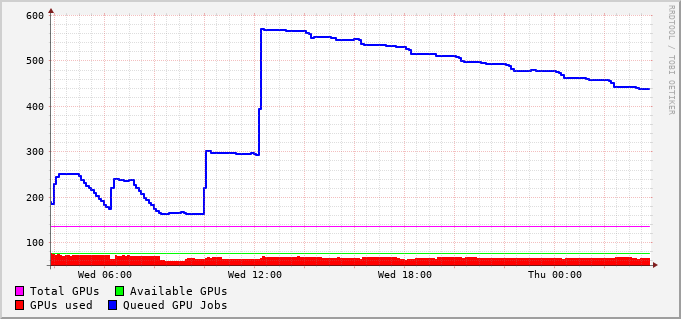 600
500
400
300
200
100
Wed 06:00 Wed 12:00 Wed 18:00 Thu 00:00
Total GPUs Available GPUs
GPUs used Queued GPU Jobs
RRDTOOL / TOBI OETIKER